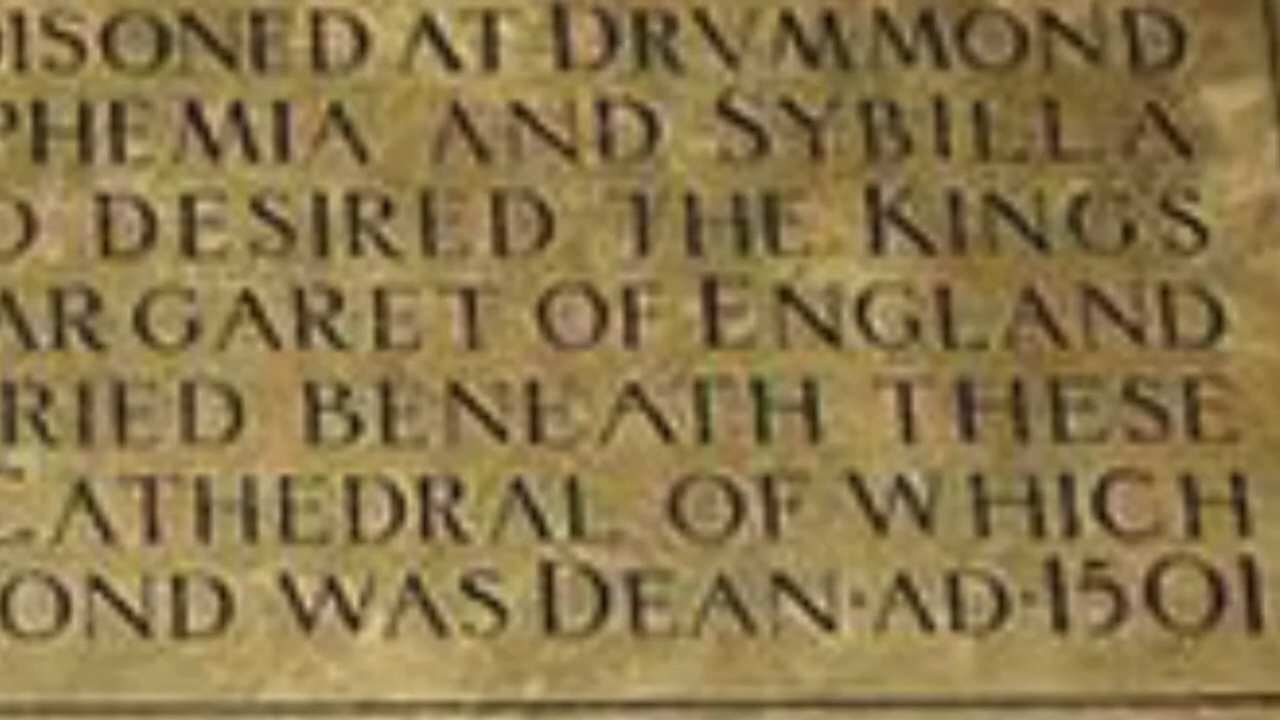 OISONED AT DRVMMOND
PHEMIA AND SYBILLA
D DESIRED THE KINGS
ARGARET OF ENGLAND
RIED BENEATH THESE
CATHEDRAL OF WHICH
OND WAS DEAN·AD·1501